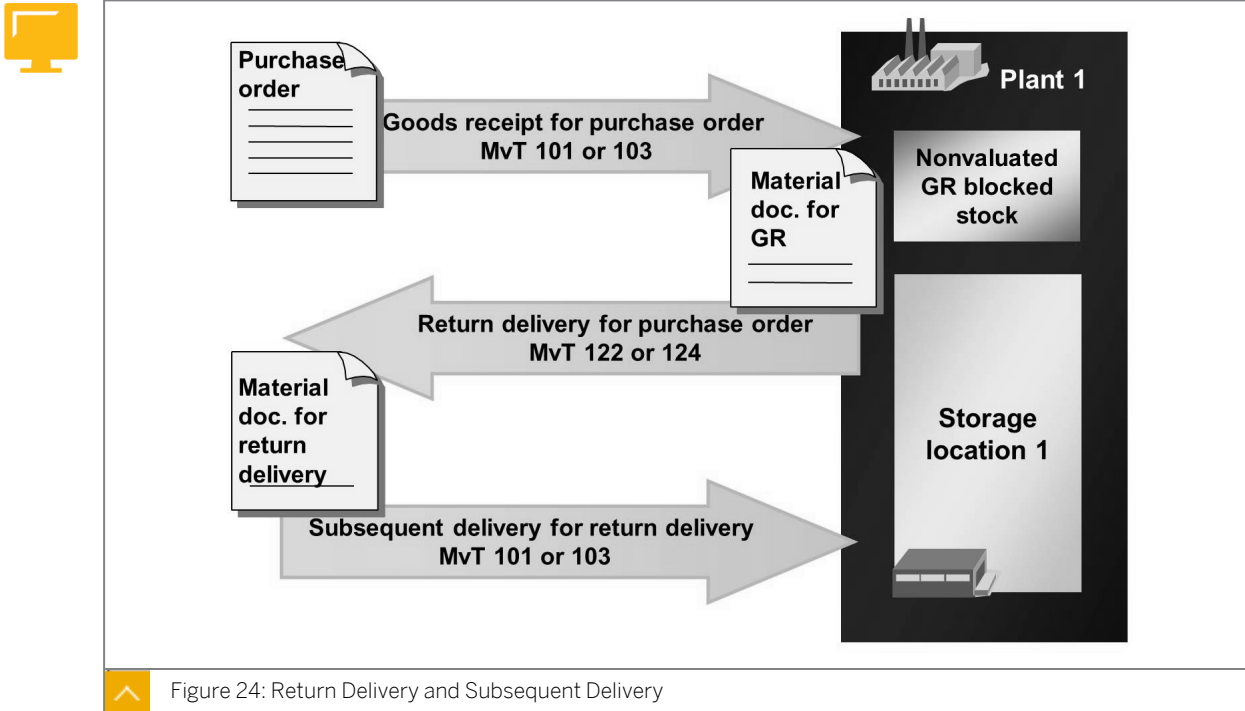 Purchase
order
Goods receipt for purchase order
MvT 101 or 103
Plant 1
Nonvaluated
GR blocked
stock
Material
doc. for
GR
Return delivery for purchase order
MvT 122 or 124
Material
doc. for
return
delivery
Storage
location 1
Subsequent delivery for return delivery
MvT 101 or 103
Figure 24: Return Delivery and Subsequent Delivery